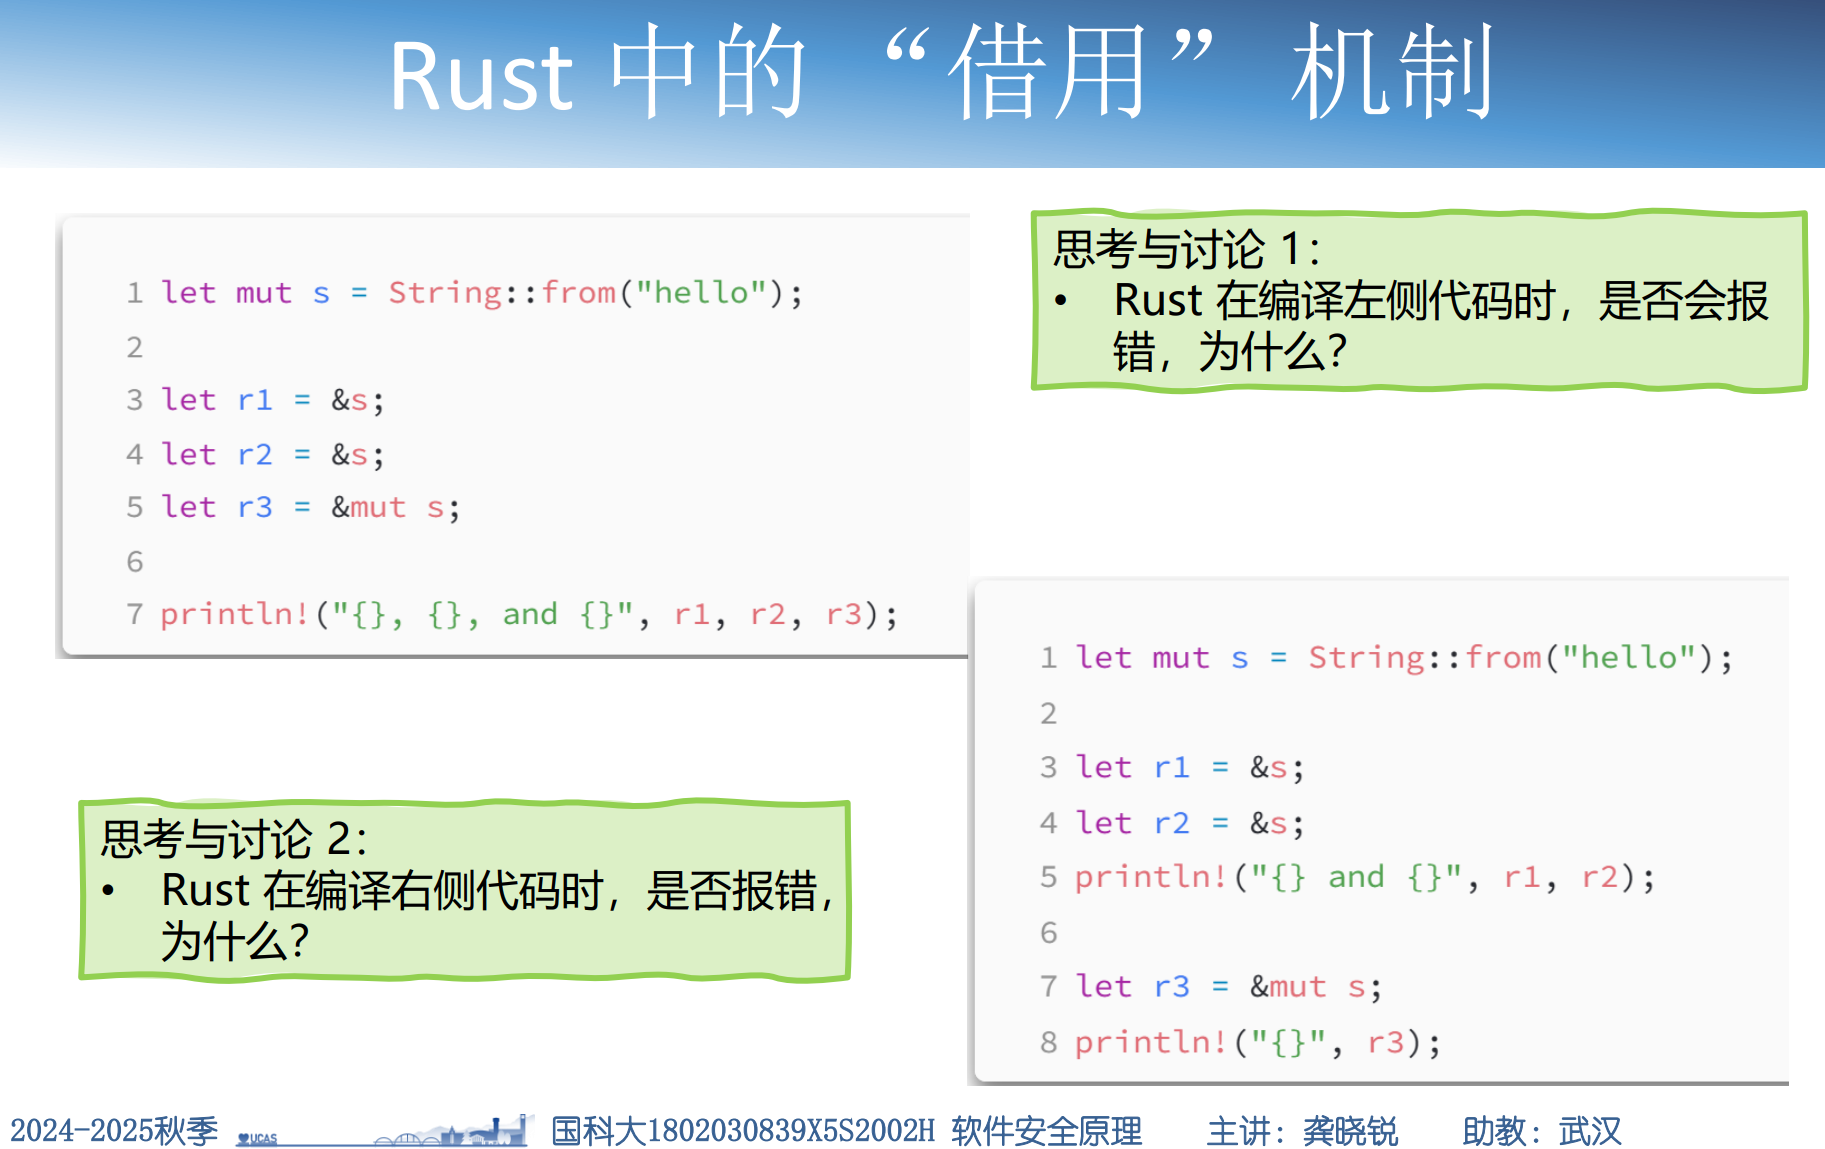 Rust 中的 “借用” 机制
1 let mut s = String::from("hello");
2
3 let r1 = &s;
4 let r2 = &s;
5 let r3 = &mut s;
6
7 println!("{}, {}, and {}", r1, r2, r3);
思考与讨论 1：
• Rust 在编译左侧代码时，是否会报
错，为什么？
1 let mut s = String::from("hello");
2
3 let r1 = &s;
4 let r2 = &s;
5 println!("{} and {}", r1, r2);
6
7 let r3 = &mut s;
8 println!("{}", r3);
思考与讨论 2：
• Rust 在编译右侧代码时，是否报错，
为什么？
2024-2025秋季 UCAS 国科大1802030839X5S2002H 软件安全原理 主讲：龚晓锐 助教：武汉